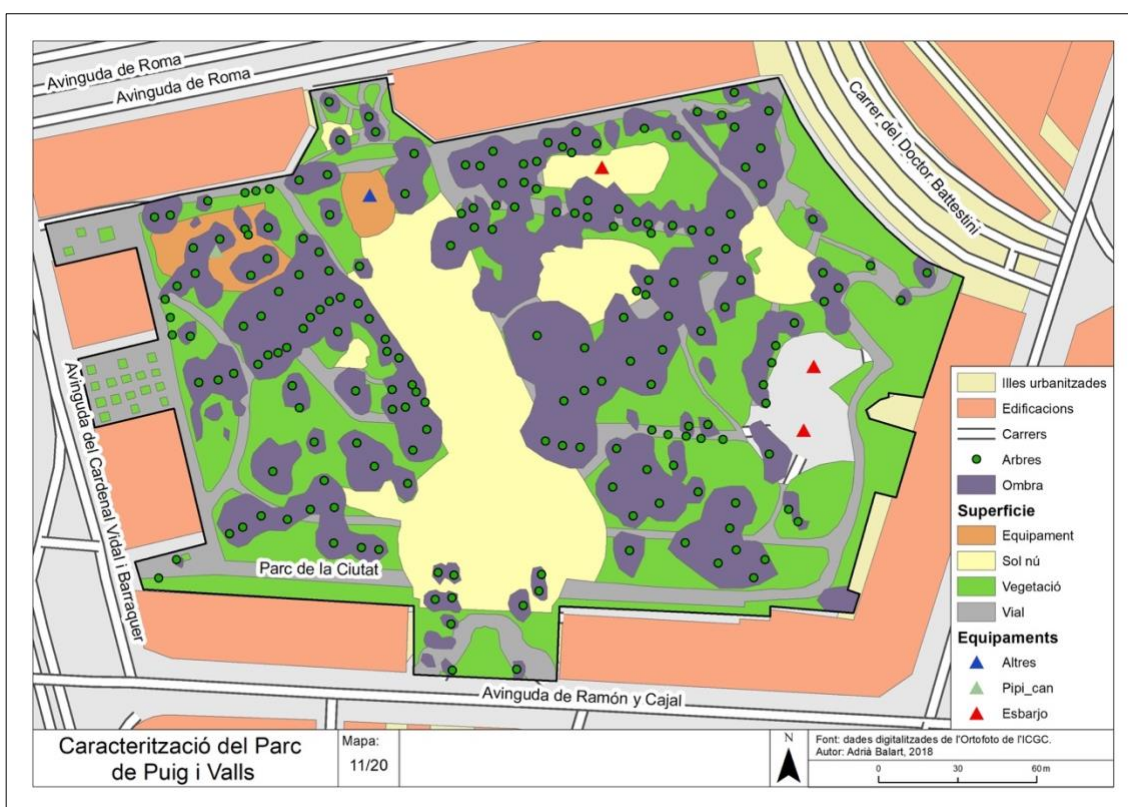 Avinguda de Roma
Avinguda de Roma
Carrer del Doctor Battestini
Avinguda del Cardenal Vidal i Barraquer
Parc de la Ciutat
Avinguda de Ramón y Cajal
Illes urbanitzades
Edificacions
Carrers
Arbres
Ombra
Superfície
Equipament
Sol nú
Vegetació
Vial
Equipaments
Altres
Pipi_can
Esbarjo
Caracterització del Parc
de Puig i Valls
Mapa:
11/20
N
Font: dades digitalitzades de l'Ortofoto de l'ICGC.
Autor: Adrià Balart, 2018
0 30 60 m